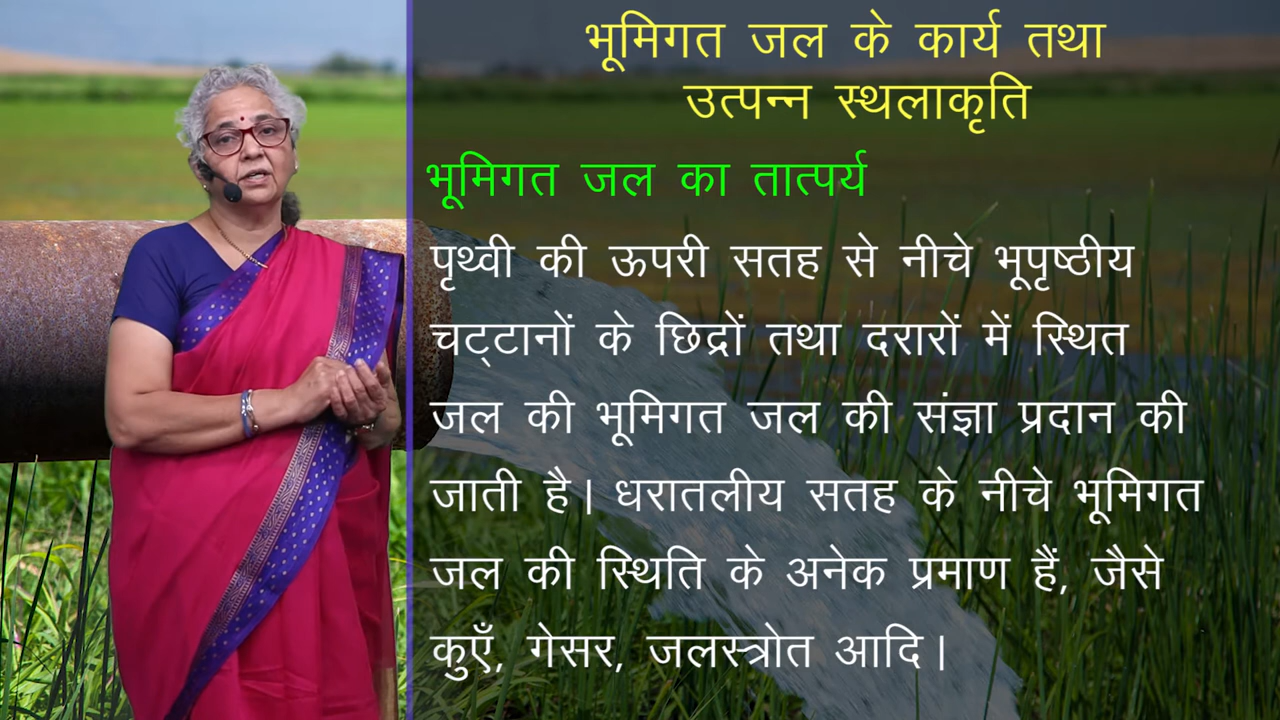 भूमिगत जल के कार्य तथा
उत्पन्न स्थलाकृति
भूमिगत जल का तात्पर्य
पृथ्वी की ऊपरी सतह से नीचे भूपृष्ठीय
चट्टानों के छिद्रों तथा दरारों में स्थित
जल की भूमिगत जल की संज्ञा प्रदान की
जाती है। धरातलीय सतह के नीचे भूमिगत
जल की स्थिति के अनेक प्रमाण हैं, जैसे
कुएँ, गेसर, जलस्त्रोत आदि।